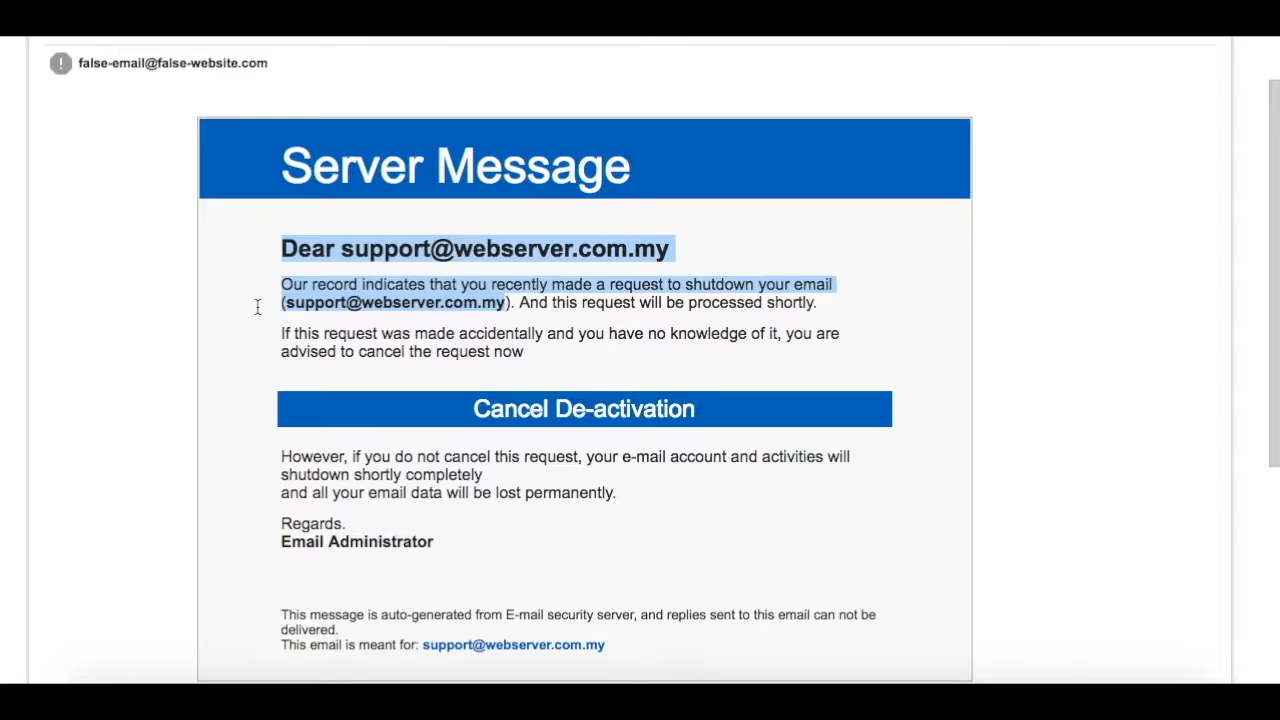 false-email@false-website.com
Server Message
Dear support@webserver.com.my
Our record indicates that you recently made a request to shutdown your email
(support@webserver.com.my). And this request will be processed shortly.
If this request was made accidentally and you have no knowledge of it, you are
advised to cancel the request now
Cancel De-activation
However, if you do not cancel this request, your e-mail account and activities will
shutdown shortly completely
and all your email data will be lost permanently.
Regards.
Email Administrator
This message is auto-generated from E-mail security server, and replies sent to this email can not be
delivered.
This email is meant for: support@webserver.com.my